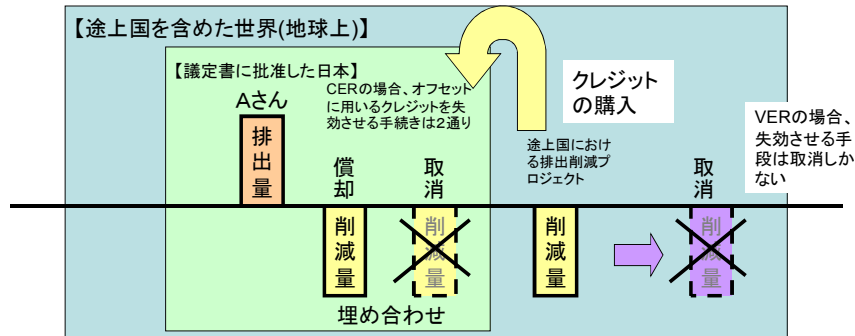 【途上国を含めた世界(地球上)】
【議定書に批准した日本】
Aさん
CERの場合、オフセット
に用いるクレジットを失
効させる手続きは2通り
クレジット
の購入
VERの場合、
失効させる手
段は取消しか
ない
途上国におけ
る排出削減プ
ロジェクト
排出量
償却
取消
取消
削減量
削減量
削減量
削減量
埋め合わせ